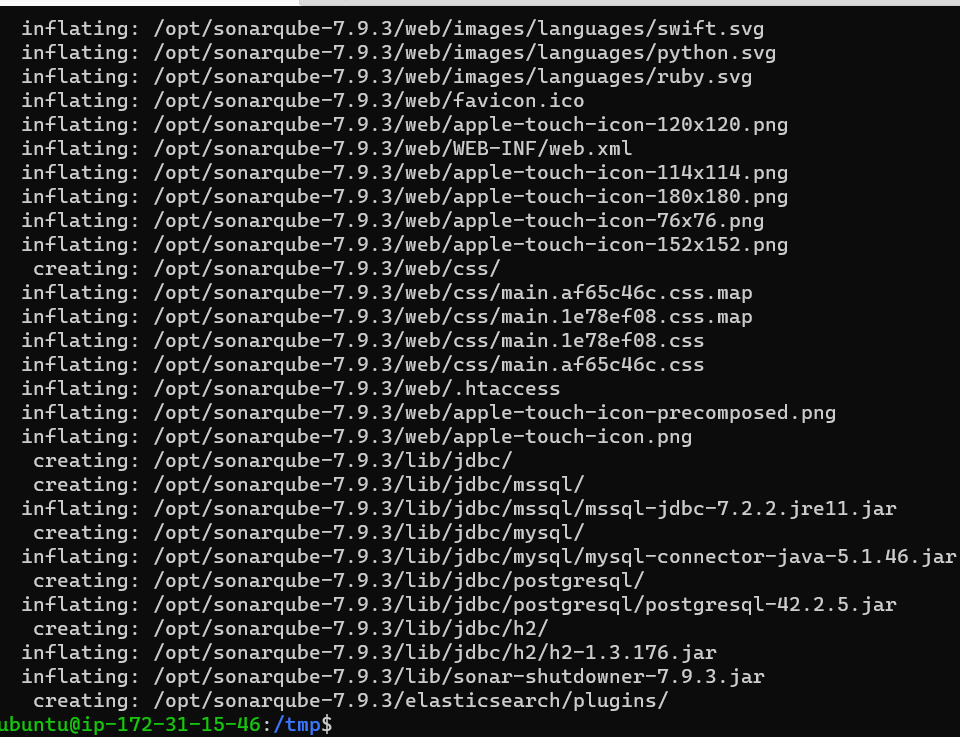 inflating: /opt/sonarqube-7.9.3/web/images/languages/swift.svg
inflating: /opt/sonarqube-7.9.3/web/images/languages/python.svg
inflating: /opt/sonarqube-7.9.3/web/images/languages/ruby.svg
inflating: /opt/sonarqube-7.9.3/web/favicon.ico
inflating: /opt/sonarqube-7.9.3/web/apple-touch-icon-120x120.png
inflating: /opt/sonarqube-7.9.3/web/WEB-INF/web.xml
inflating: /opt/sonarqube-7.9.3/web/apple-touch-icon-114x114.png
inflating: /opt/sonarqube-7.9.3/web/apple-touch-icon-180x180.png
inflating: /opt/sonarqube-7.9.3/web/apple-touch-icon-76x76.png
inflating: /opt/sonarqube-7.9.3/web/apple-touch-icon-152x152.png
creating: /opt/sonarqube-7.9.3/web/css/
inflating: /opt/sonarqube-7.9.3/web/css/main.af65c46c.css.map
inflating: /opt/sonarqube-7.9.3/web/css/main.1e78ef08.css.map
inflating: /opt/sonarqube-7.9.3/web/css/main.1e78ef08.css
inflating: /opt/sonarqube-7.9.3/web/css/main.af65c46c.css
inflating: /opt/sonarqube-7.9.3/web/.htaccess
inflating: /opt/sonarqube-7.9.3/web/apple-touch-icon-precomposed.png
inflating: /opt/sonarqube-7.9.3/web/apple-touch-icon.png
creating: /opt/sonarqube-7.9.3/lib/jdbc/
creating: /opt/sonarqube-7.9.3/lib/jdbc/mssql/
inflating: /opt/sonarqube-7.9.3/lib/jdbc/mssql/mssql-jdbc-7.2.2.jre11.jar
creating: /opt/sonarqube-7.9.3/lib/jdbc/mysql/
inflating: /opt/sonarqube-7.9.3/lib/jdbc/mysql/mysql-connector-java-5.1.46.jar
creating: /opt/sonarqube-7.9.3/lib/jdbc/postgresql/
inflating: /opt/sonarqube-7.9.3/lib/jdbc/postgresql/postgresql-42.2.5.jar
creating: /opt/sonarqube-7.9.3/lib/jdbc/h2/
inflating: /opt/sonarqube-7.9.3/lib/jdbc/h2/h2-1.3.176.jar
inflating: /opt/sonarqube-7.9.3/lib/sonar-shutdowner-7.9.3.jar
creating: /opt/sonarqube-7.9.3/elasticsearch/plugins/
ubuntu@ip-172-31-15-46:/tmp$